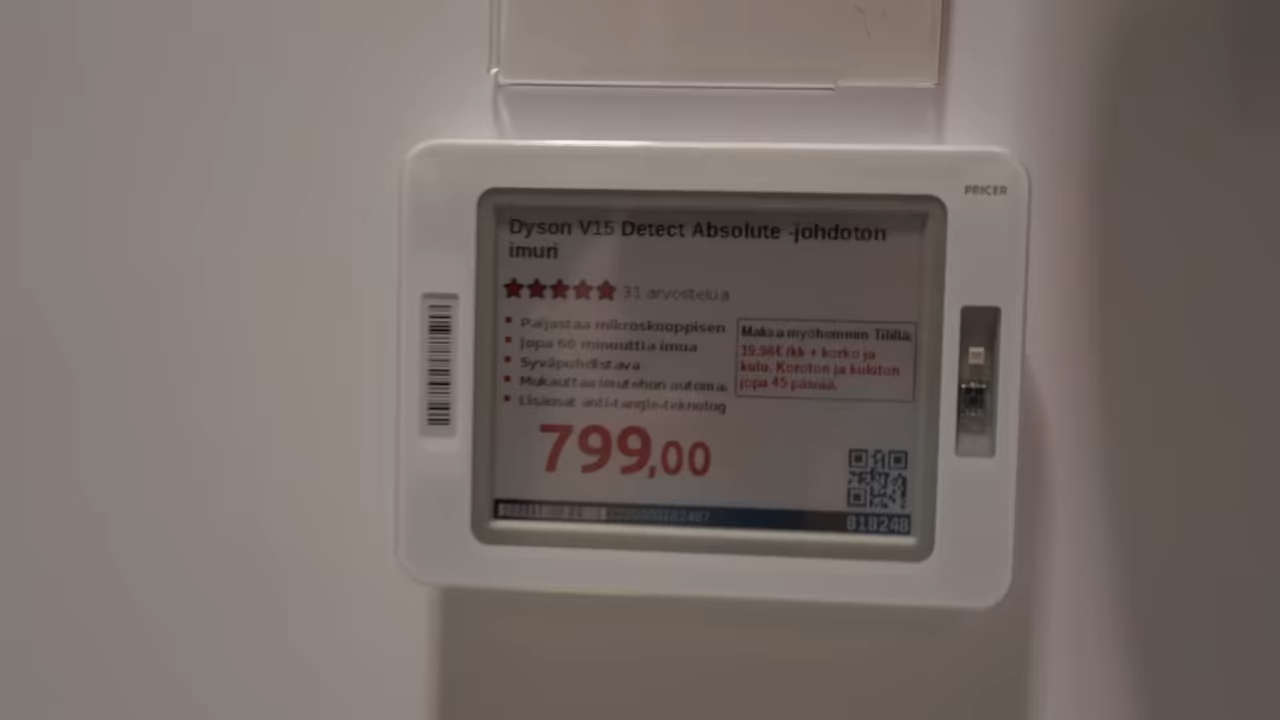 PRICER
Dyson V15 Detect Absolute -johdoton
imuri
31 arvostelua
Paljastaa mikroskooppisen
Jopa 60 minuuttia imua
Syväpuhdistava
Mukauttaa imutehon automa
Lisäosat anti-tangle-teknolog
Maksa myöhemmin Tilillä:
19,98€/kk + korko ja
kulu. Koroton ja kuluton
jopa 45 päivää.
799,00
818248